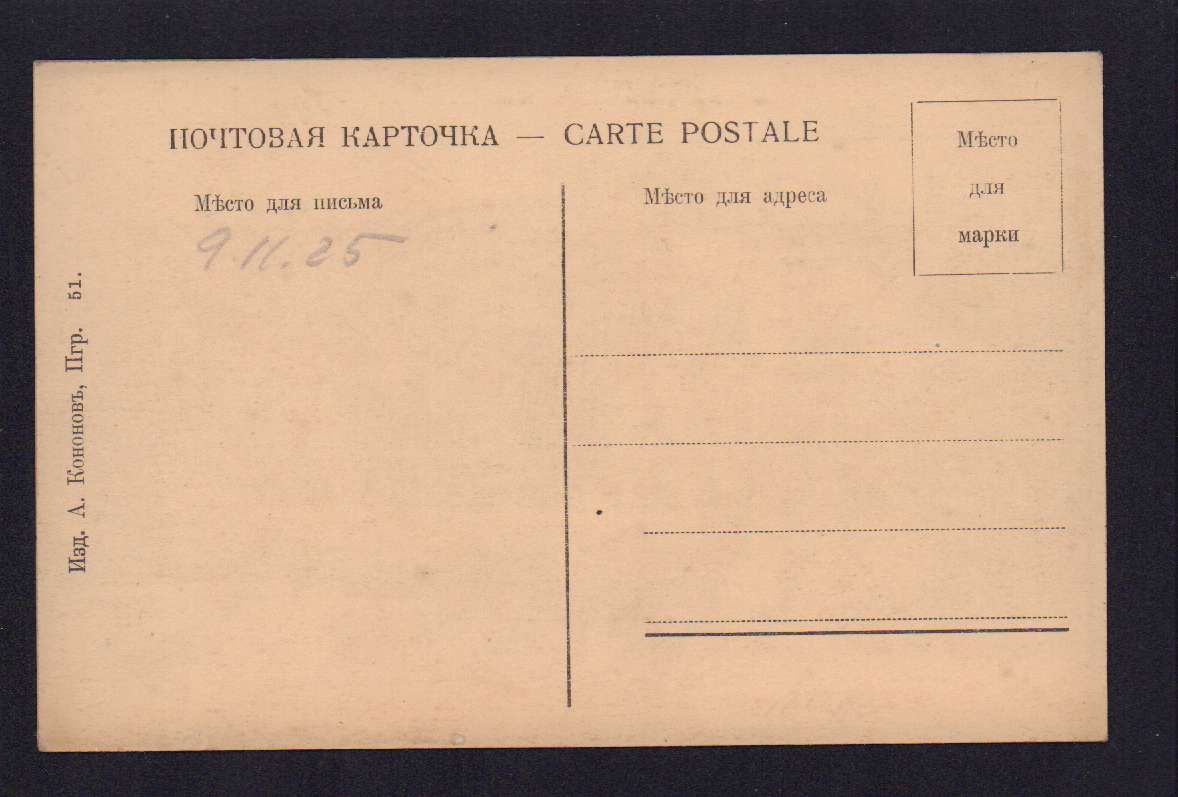 ПОЧТОВАЯ КАРТОЧКА — CARTE POSTALE
Мѣсто для письма
9.11.25
Мѣсто для адреса
Мѣсто
для
марки
Изд. А. Кононовъ, Пгр. 51.